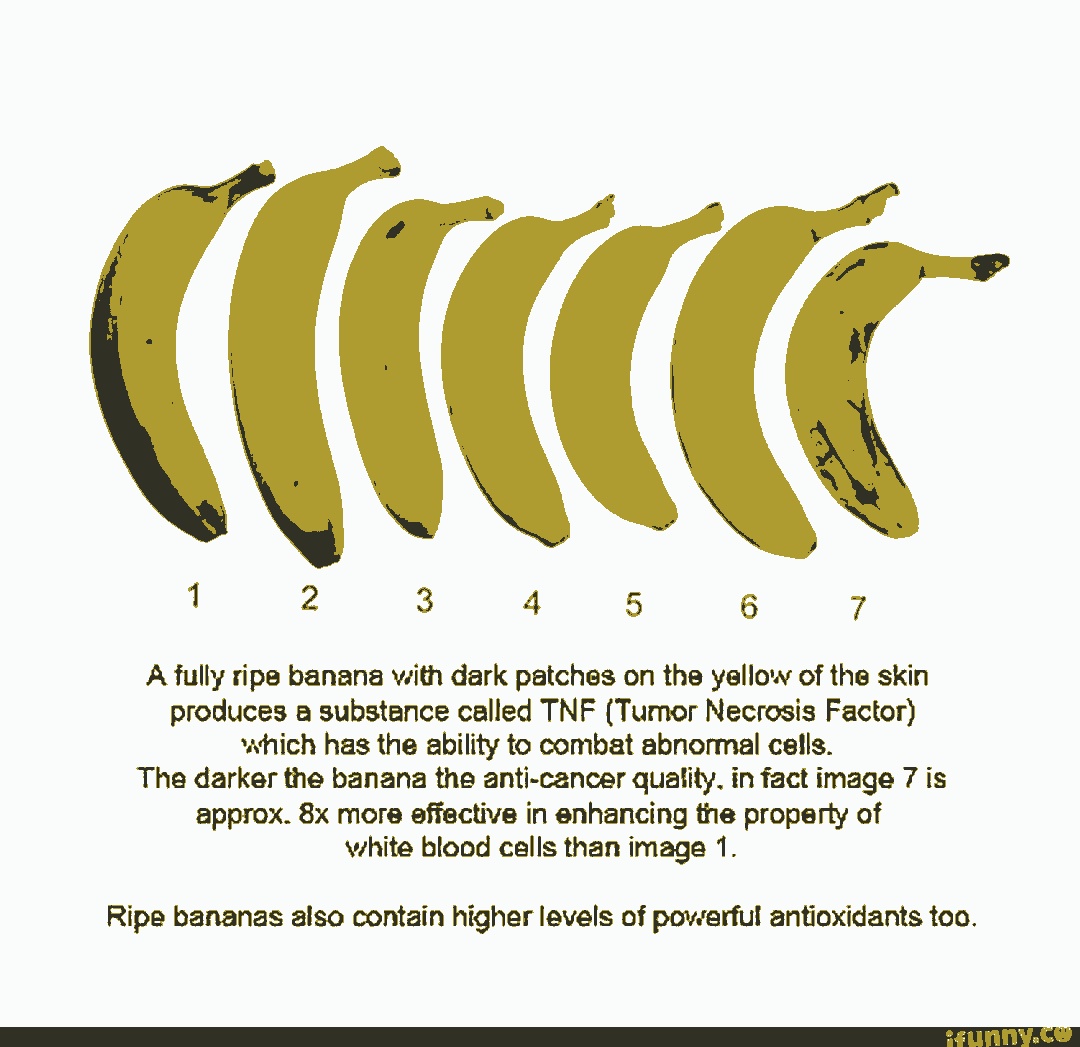 1 2 3 4 5 6 7
A fully ripe banana with dark patches on the yellow of the skin
produces a substance called TNF (Tumor Necrosis Factor)
which has the ability to combat abnormal cells.
The darker the banana the anti-cancer quality, in fact image 7 is
approx. 8x more effective in enhancing the property of
white blood cells than image 1.
Ripe bananas also contain higher levels of powerful antioxidants too.
ifunny.co